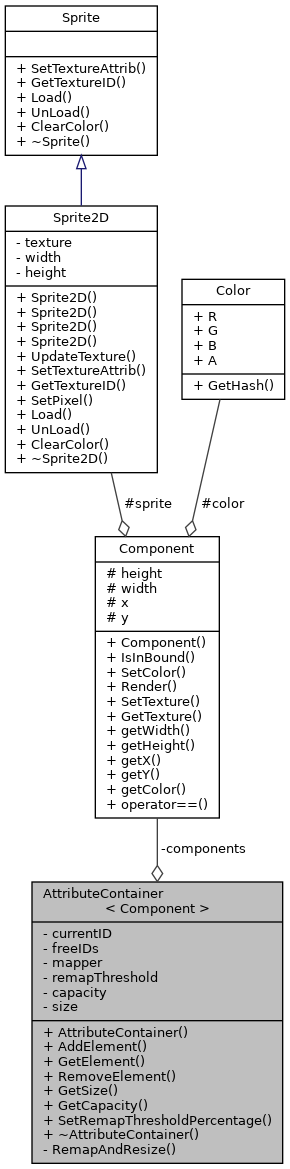 Sprite
+ SetTextureAttrib()
+ GetTextureID()
+ Load()
+ UnLoad()
+ ClearColor()
+ ~Sprite()
Sprite2D
- texture
- width
- height
+ Sprite2D()
+ Sprite2D()
+ Sprite2D()
+ Sprite2D()
+ UpdateTexture()
+ SetTextureAttrib()
+ GetTextureID()
+ SetPixel()
+ Load()
+ UnLoad()
+ ClearColor()
+ ~Sprite2D()
Color
+ R
+ G
+ B
+ A
+ GetHash()
#sprite
#color
Component
# height
# width
# x
# y
+ Component()
+ IsInBound()
+ SetColor()
+ Render()
+ SetTexture()
+ GetTexture()
+ getWidth()
+ getHeight()
+ getX()
+ getY()
+ getColor()
+ operator==()
-components
AttributeContainer
< Component >
- currentID
- freeIDs
- mapper
- remapThreshold
- capacity
- size
+ AttributeContainer()
+ AddElement()
+ GetElement()
+ RemoveElement()
+ GetSize()
+ GetCapacity()
+ SetRemapThresholdPercentage()
+ ~AttributeContainer()
- RemapAndResize()